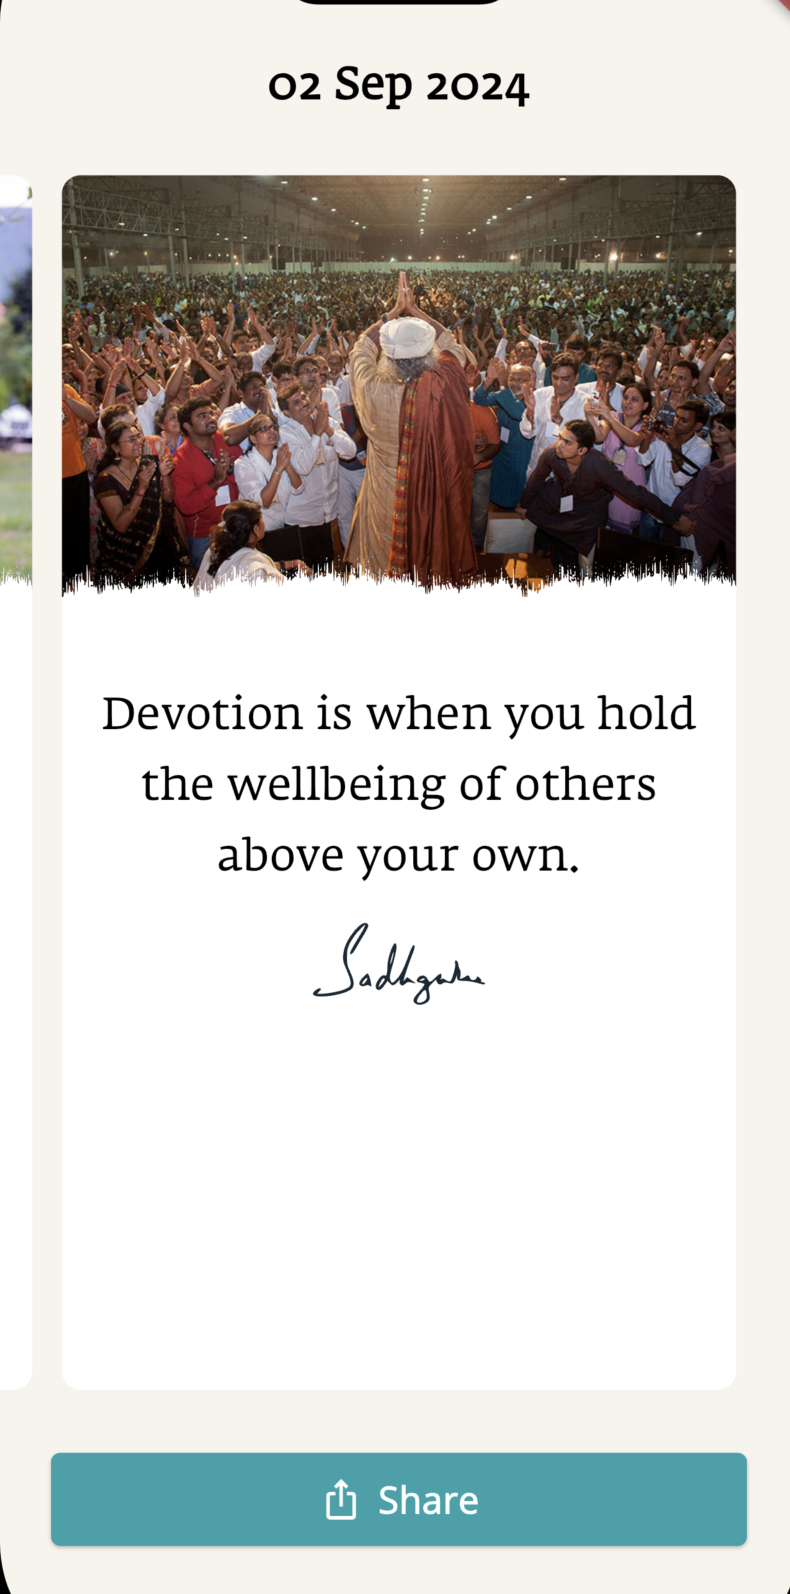 02 Sep 2024
Devotion is when you hold
the wellbeing of others
above your own.
Sadhguru
Share